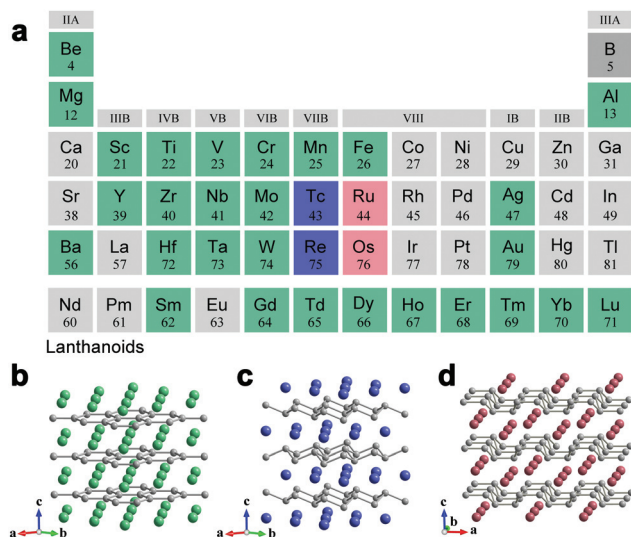 a
IIA IIIA
Be B
4 5
Mg Al
12 IIIB IVB VB VIB VIIB VIII IB IIB 13
Ca Sc Ti V Cr Mn Fe Co Ni Cu Zn Ga
20 21 22 23 24 25 26 27 28 29 30 31
Sr Y Zr Nb Mo Tc Ru Rh Pd Ag Cd In
38 39 40 41 42 43 44 45 46 47 48 49
Ba La Hf Ta W Re Os Ir Pt Au Hg Tl
56 57 72 73 74 75 76 77 78 79 80 81
Nd Pm Sm Eu Gd Td Dy Ho Er Tm Yb Lu
60 61 62 63 64 65 66 67 68 69 70 71
Lanthanoids
b c d
c c c
a b a b b a